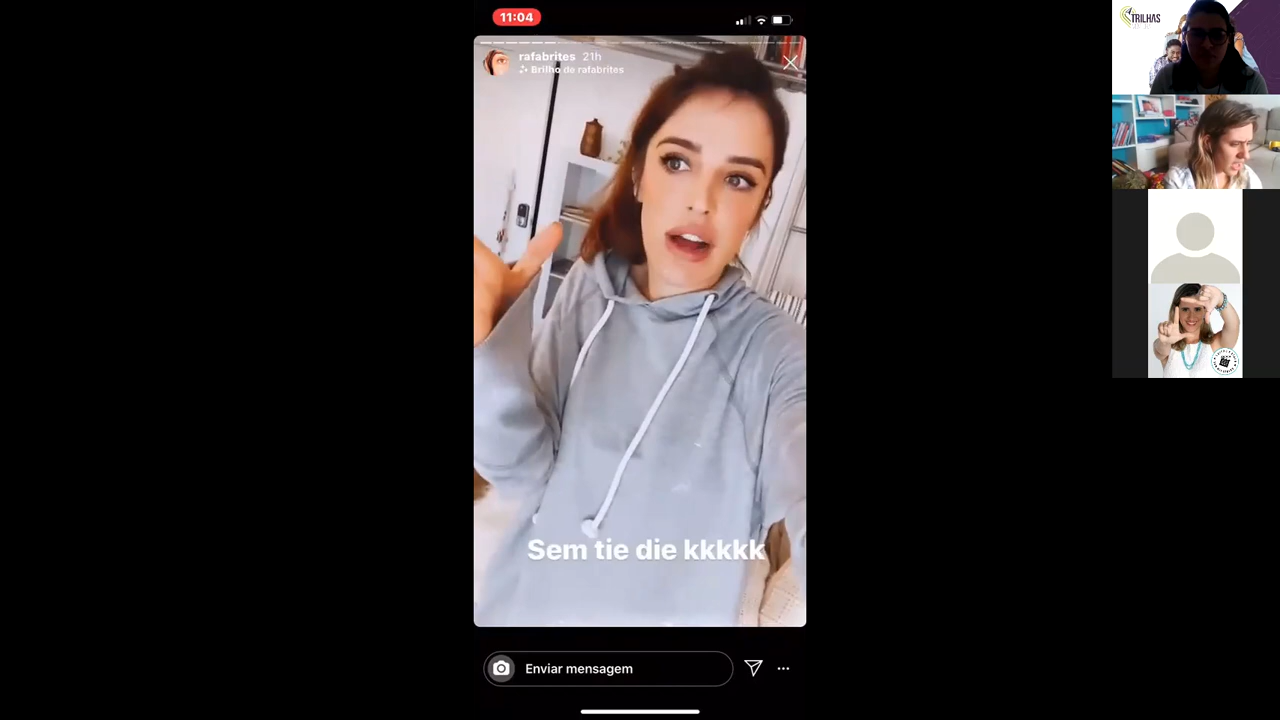 11:04
rafabrites 21h
Brilho de rafabrites
Sem tie die kkkkk
Enviar mensagem
TRILHAS